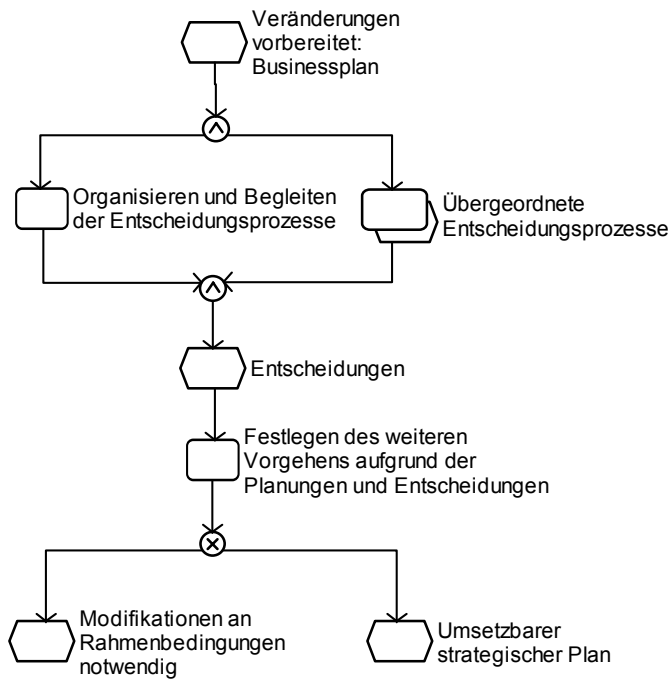 Veränderungen
vorbereitet:
Businessplan
Organisieren und Begleiten
der Entscheidungsprozesse
Übergeordnete
Entscheidungsprozesse
Entscheidungen
Festlegen des weiteren
Vorgehens aufgrund der
Planungen und Entscheidungen
Modifikationen an
Rahmenbedingungen
notwendig
Umsetzbarer
strategischer Plan